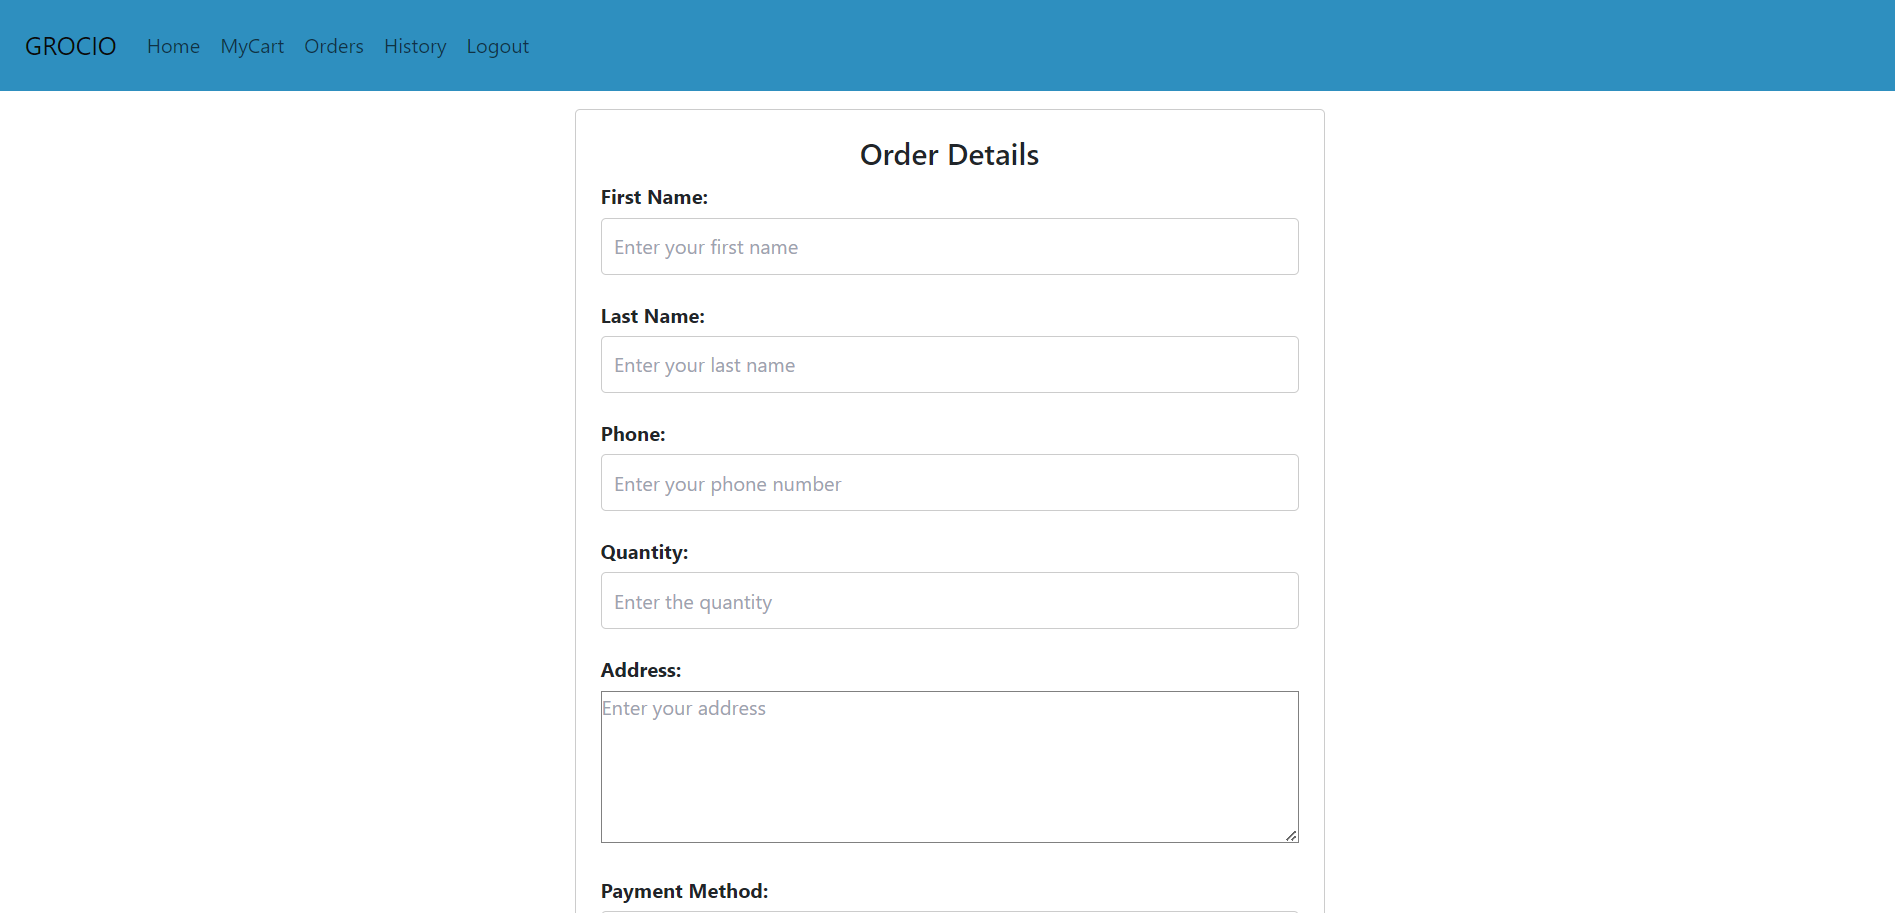 GROCIO Home MyCart Orders History Logout
Order Details
First Name:
Enter your first name
Last Name:
Enter your last name
Phone:
Enter your phone number
Quantity:
Enter the quantity
Address:
Enter your address
Payment Method: